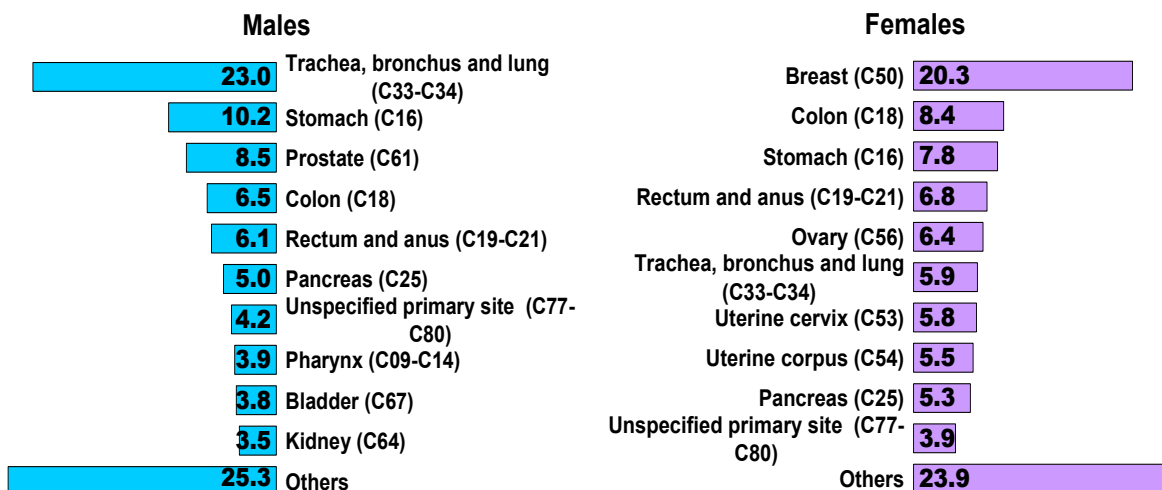 Males
23.0 Trachea, bronchus and lung
(C33-C34)
10.2 Stomach (C16)
8.5 Prostate (C61)
6.5 Colon (C18)
6.1 Rectum and anus (C19-C21)
5.0 Pancreas (C25)
4.2 Unspecified primary site (C77-
C80)
3.9 Pharynx (C09-C14)
3.8 Bladder (C67)
3.5 Kidney (C64)
25.3 Others
Females
Breast (C50) 20.3
Colon (C18) 8.4
Stomach (C16) 7.8
Rectum and anus (C19-C21) 6.8
Ovary (C56) 6.4
Trachea, bronchus and lung
(C33-C34) 5.9
Uterine cervix (C53) 5.8
Uterine corpus (C54) 5.5
Pancreas (C25) 5.3
Unspecified primary site (C77-
C80) 3.9
Others 23.9